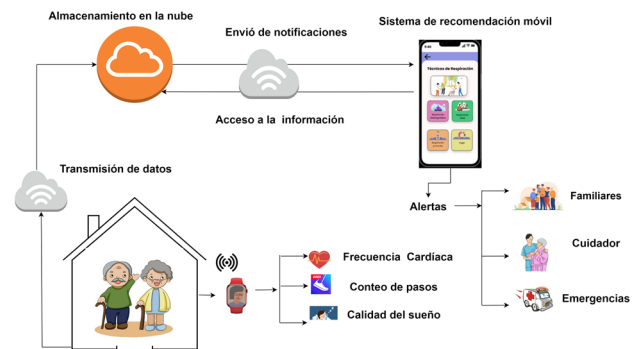 Almacenamiento en la nube
Envió de notificaciones
Sistema de recomendación móvil
Técnicas de Respiración
Acceso a la información
Transmisión de datos
Alertas
Familiares
Cuidador
Emergencias
Frecuencia Cardíaca
Conteo de pasos
Calidad del sueño